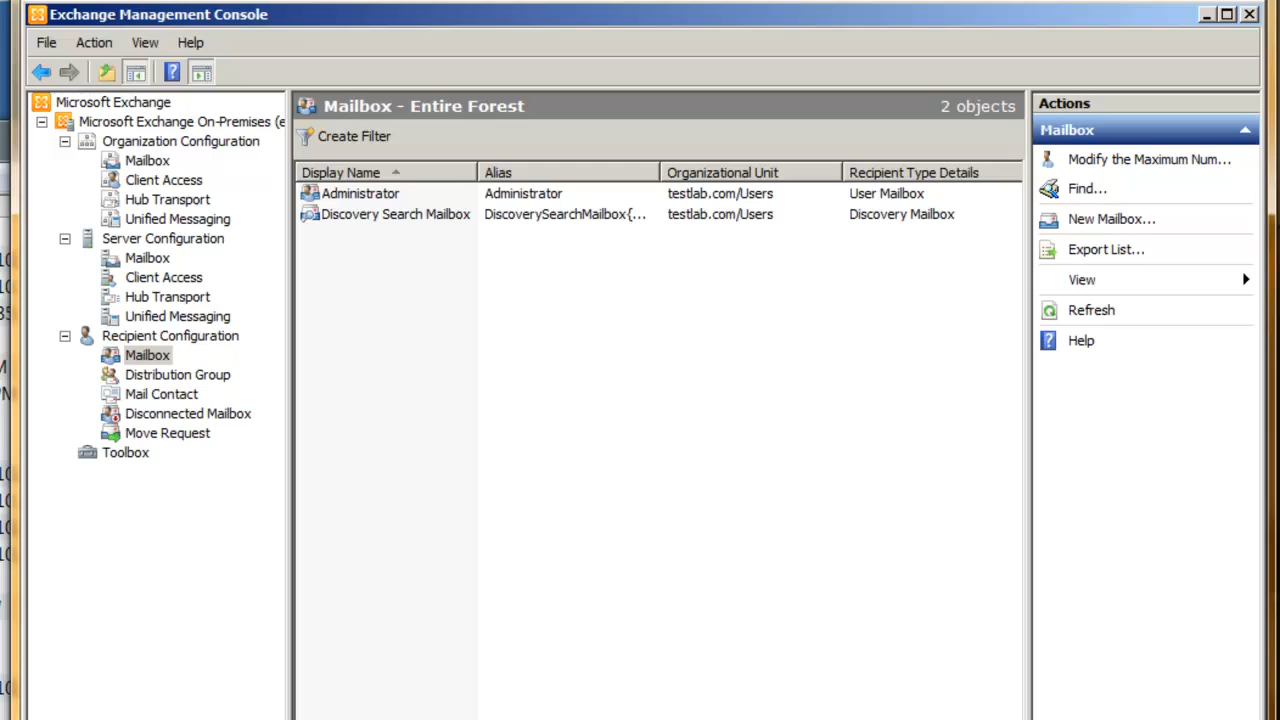 Exchange Management Console
File Action View Help
Microsoft Exchange
Microsoft Exchange On-Premises (e
Organization Configuration
Mailbox
Client Access
Hub Transport
Unified Messaging
Server Configuration
Mailbox
Client Access
Hub Transport
Unified Messaging
Recipient Configuration
Mailbox
Distribution Group
Mail Contact
Disconnected Mailbox
Move Request
Toolbox
Mailbox - Entire Forest 2 objects
Create Filter
Display Name Alias Organizational Unit Recipient Type Details
Administrator Administrator testlab.com/Users User Mailbox
Discovery Search Mailbox DiscoverySearchMailbox{... testlab.com/Users Discovery Mailbox
Actions
Mailbox
Modify the Maximum Num...
Find...
New Mailbox...
Export List...
View
Refresh
Help